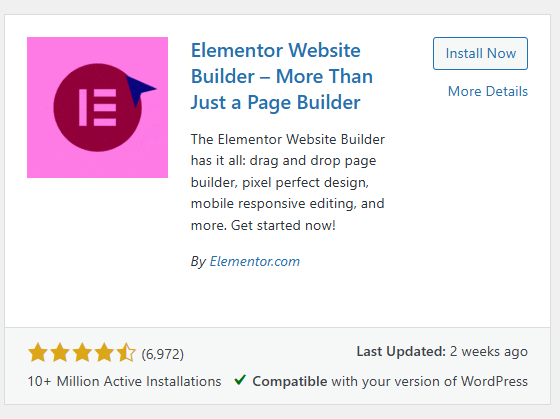 Elementor Website
Builder – More Than
Just a Page Builder
Install Now
More Details
The Elementor Website Builder
has it all: drag and drop page
builder, pixel perfect design,
mobile responsive editing, and
more. Get started now!
By Elementor.com
(6,972)
Last Updated: 2 weeks ago
10+ Million Active Installations
Compatible with your version of WordPress